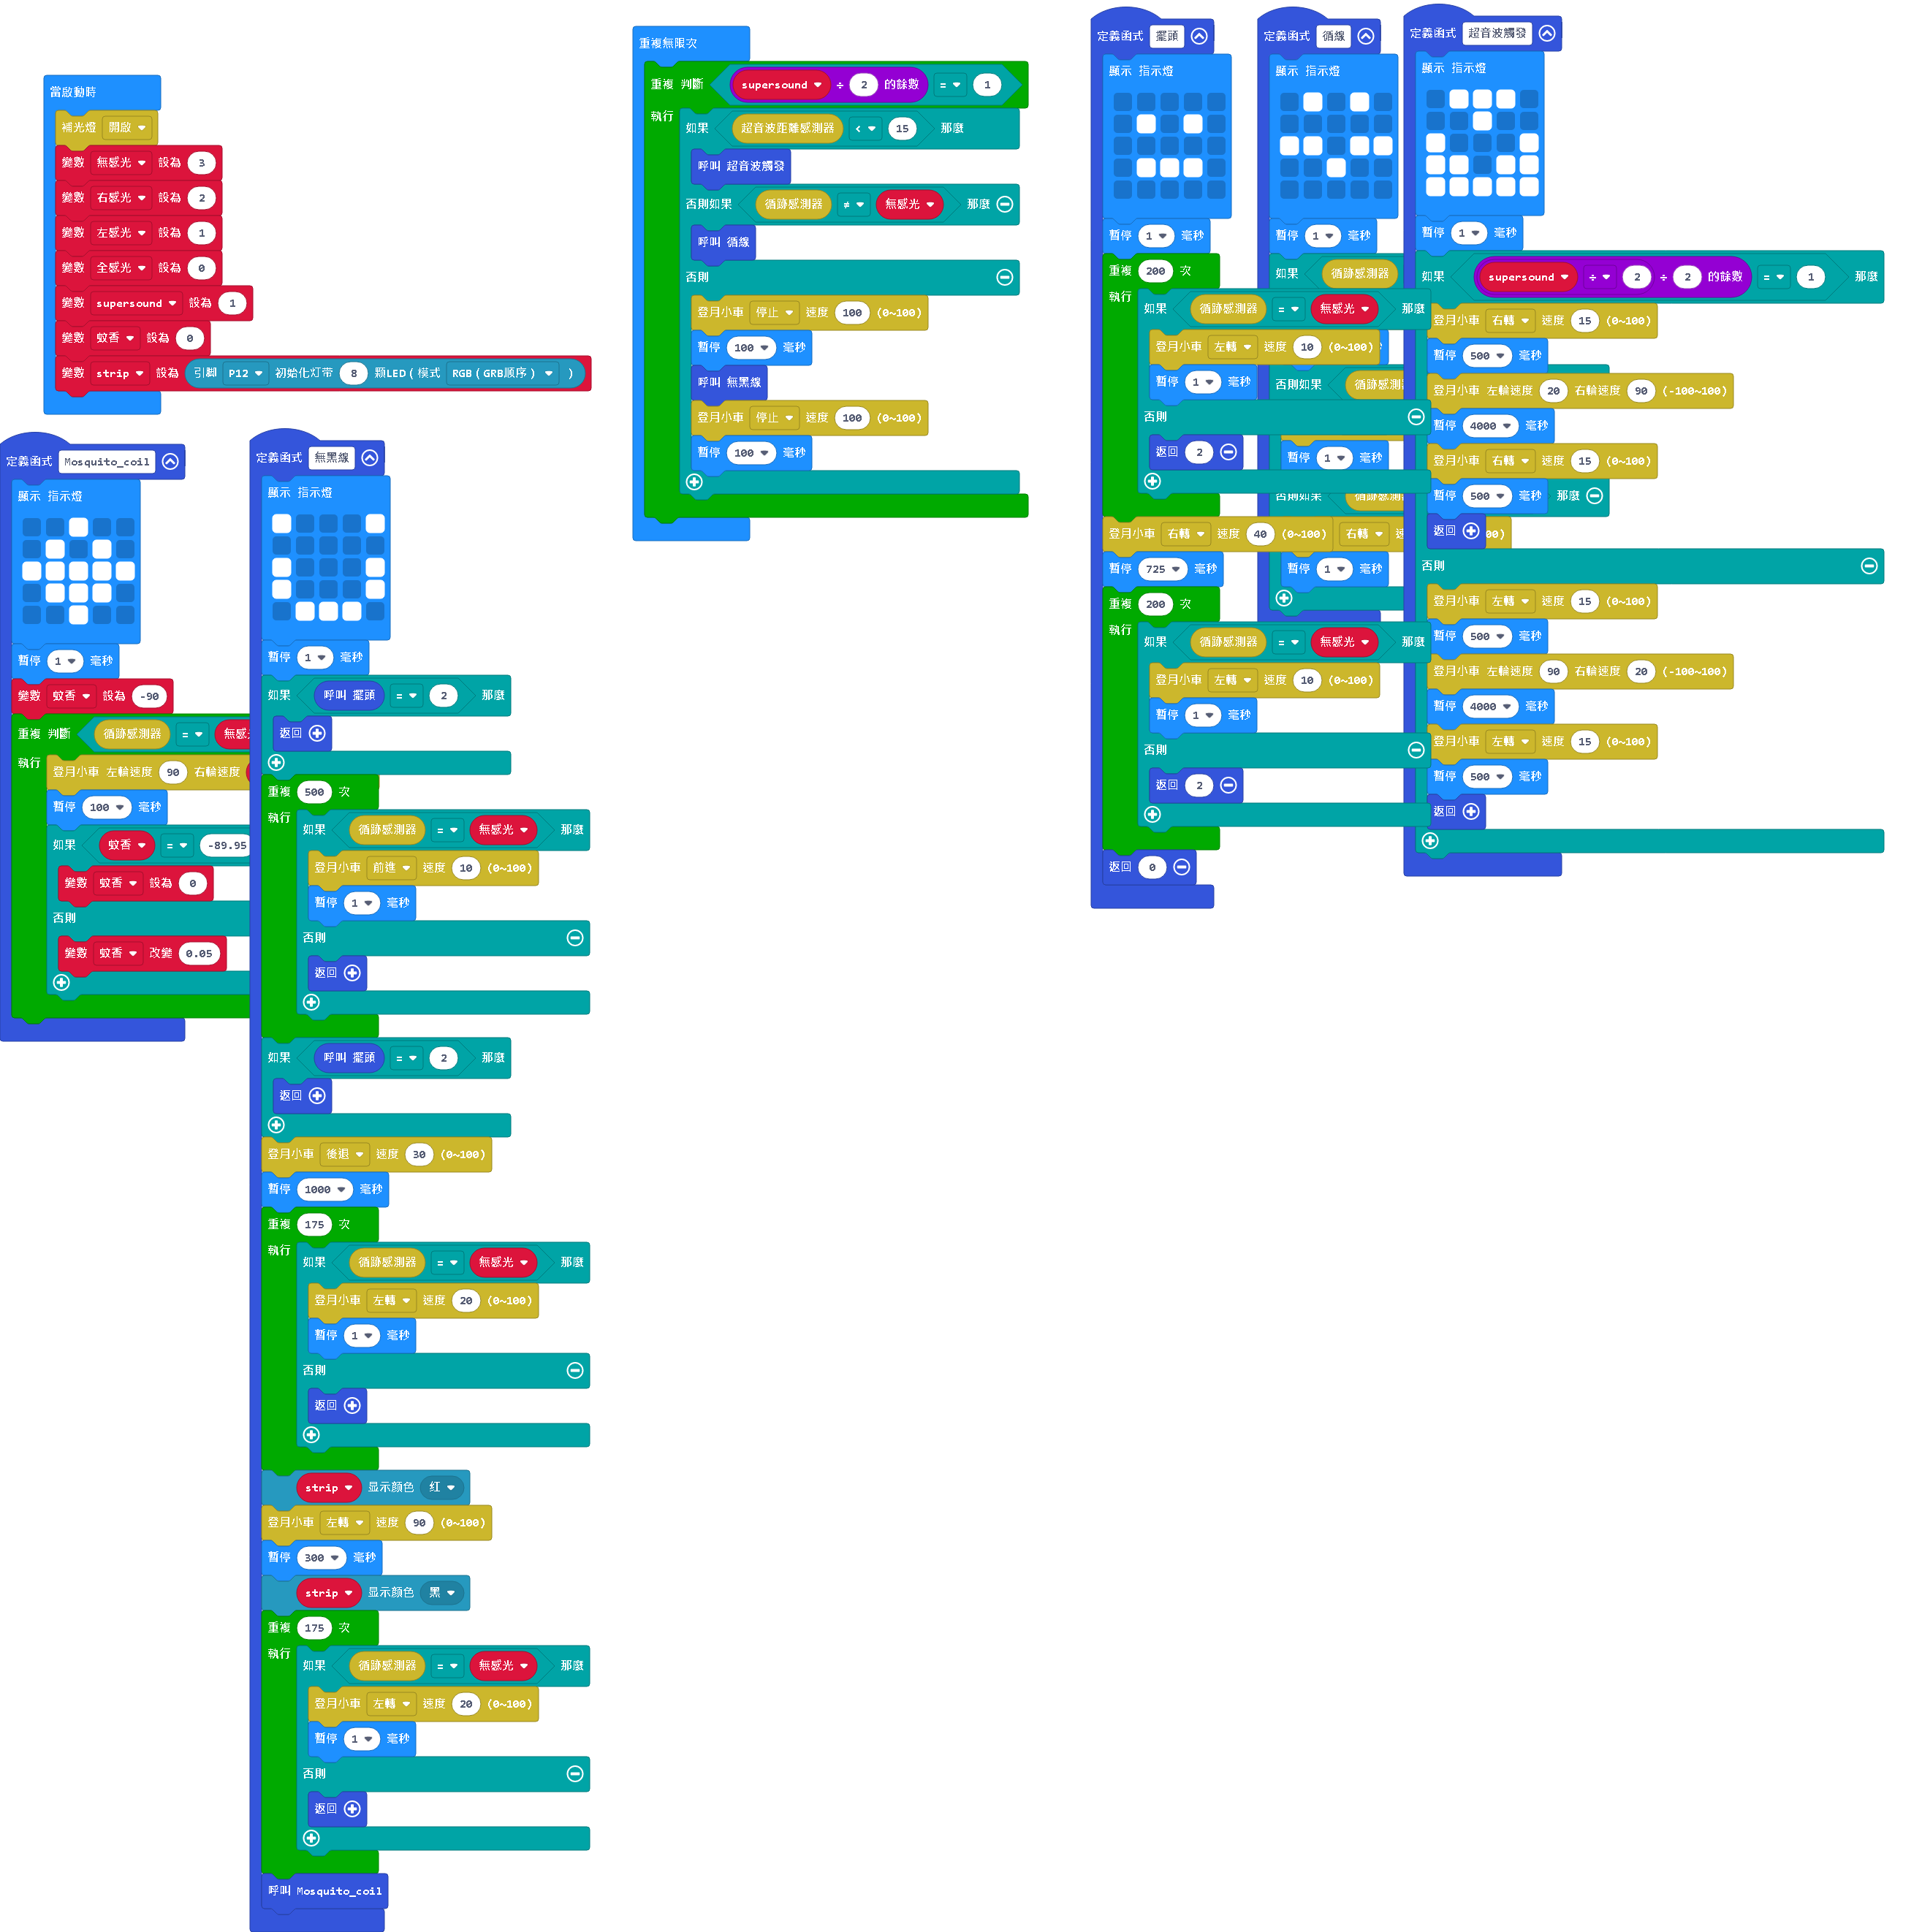 當啟動時
補光燈 開啟
變數 無感光 設為 3
變數 右感光 設為 2
變數 左感光 設為 1
變數 全感光 設為 0
變數 supersound 設為 1
變數 蚊香 設為 0
變數 strip 設為 引脚 P12 初始化灯带 8 顆LED(模式 RGB(GRB顺序) )
定義函式 Mosquito_coil
顯示 指示燈
暫停 1 毫秒
變數 蚊香 設為 -90
重複 判斷 循跡感測器 =
執行
登月小車 左輪速度 90 右輪速度
暫停 100 毫秒
如果 蚊香 = -89.95
變數 蚊香 設為 0
否則
變數 蚊香 改變 0.05
定義函式 無黑線
顯示 指示燈
暫停 1 毫秒
如果 呼叫 擺頭 = 2 那麼
返回
重複 500 次
執行
如果 循跡感測器 = 無感光 那麼
登月小車 前進 速度 10 (0~100)
暫停 1 毫秒
否則
返回
如果 呼叫 擺頭 = 2 那麼
返回
登月小車 後退 速度 30 (0~100)
暫停 1000 毫秒
重複 175 次
執行
如果 循跡感測器 = 無感光 那麼
登月小車 左轉 速度 20 (0~100)
暫停 1 毫秒
否則
返回
strip 显示颜色 红
登月小車 左轉 速度 90 (0~100)
暫停 300 毫秒
strip 显示颜色 黑
重複 175 次
執行
如果 循跡感測器 = 無感光 那麼
登月小車 左轉 速度 20 (0~100)
暫停 1 毫秒
否則
返回
呼叫 Mosquito_coil
重複無限次
重複 判斷 supersound ÷ 2 的餘數 = 1
執行
如果 超音波距離感測器 < 15 那麼
呼叫 超音波觸發
否則如果 循跡感測器 ≠ 無感光 那麼
呼叫 循線
否則
登月小車 停止 速度 100 (0~100)
暫停 100 毫秒
呼叫 無黑線
登月小車 停止 速度 100 (0~100)
暫停 100 毫秒
定義函式 擺頭
顯示 指示燈
暫停 1 毫秒
重複 200 次
執行
如果 循跡感測器 = 無感光 那麼
登月小車 左轉 速度 10 (0~100)
暫停 1 毫秒
否則
返回 2
登月小車 右轉 速度 40 (0~100)
暫停 725 毫秒
重複 200 次
執行
如果 循跡感測器 = 無感光 那麼
登月小車 左轉 速度 10 (0~100)
暫停 1 毫秒
否則
返回 2
返回 0
定義函式 循線
顯示 指示燈
暫停 1 毫秒
如果 循跡感測器
否則如果
暫停 1 毫秒
否則如果 那麼
右轉
暫停 1 毫秒
定義函式 超音波觸發
顯示 指示燈
暫停 1 毫秒
如果 supersound ÷ 2 ÷ 2 的餘數 = 1 那麼
登月小車 右轉 速度 15 (0~100)
暫停 500 毫秒
登月小車 左輪速度 20 右輪速度 90 (-100~100)
暫停 4000 毫秒
登月小車 右轉 速度 15 (0~100)
暫停 500 毫秒
返回
否則
登月小車 左轉 速度 15 (0~100)
暫停 500 毫秒
登月小車 左輪速度 90 右輪速度 20 (-100~100)
暫停 4000 毫秒
登月小車 左轉 速度 15 (0~100)
暫停 500 毫秒
返回